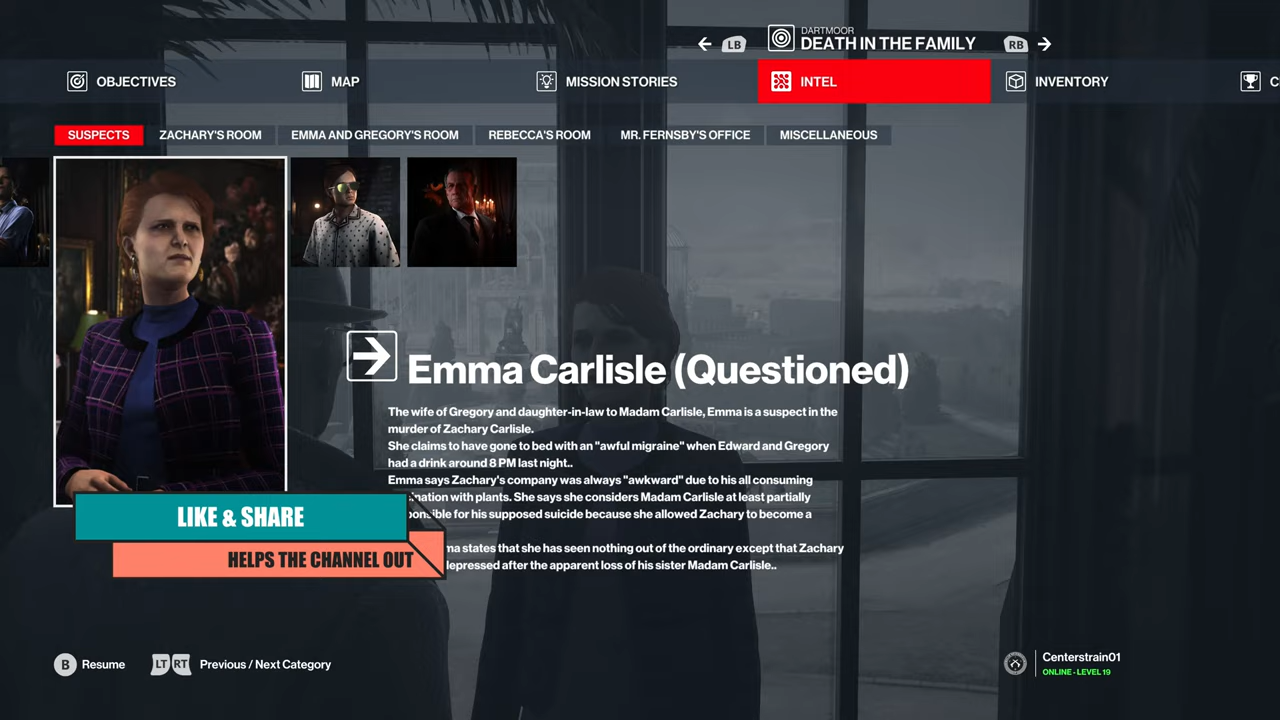 DARTMOOR
LB DEATH IN THE FAMILY RB
OBJECTIVES MAP MISSION STORIES INTEL INVENTORY C
SUSPECTS ZACHARY'S ROOM EMMA AND GREGORY'S ROOM REBECCA'S ROOM MR. FERNSBY'S OFFICE MISCELLANEOUS
Emma Carlisle (Questioned)
The wife of Gregory and daughter-in-law to Madam Carlisle, Emma is a suspect in the
murder of Zachary Carlisle.
She claims to have gone to bed with an "awful migraine" when Edward and Gregory
had a drink around 8 PM last night..
Emma says Zachary's company was always "awkward" due to his all consuming
ination with plants. She says she considers Madam Carlisle at least partially
onsible for his supposed suicide because she allowed Zachary to become a
ma states that she has seen nothing out of the ordinary except that Zachary
depressed after the apparent loss of his sister Madam Carlisle..
LIKE & SHARE
HELPS THE CHANNEL OUT
B Resume LT RT Previous / Next Category
Centerstrain01
ONLINE - LEVEL 19